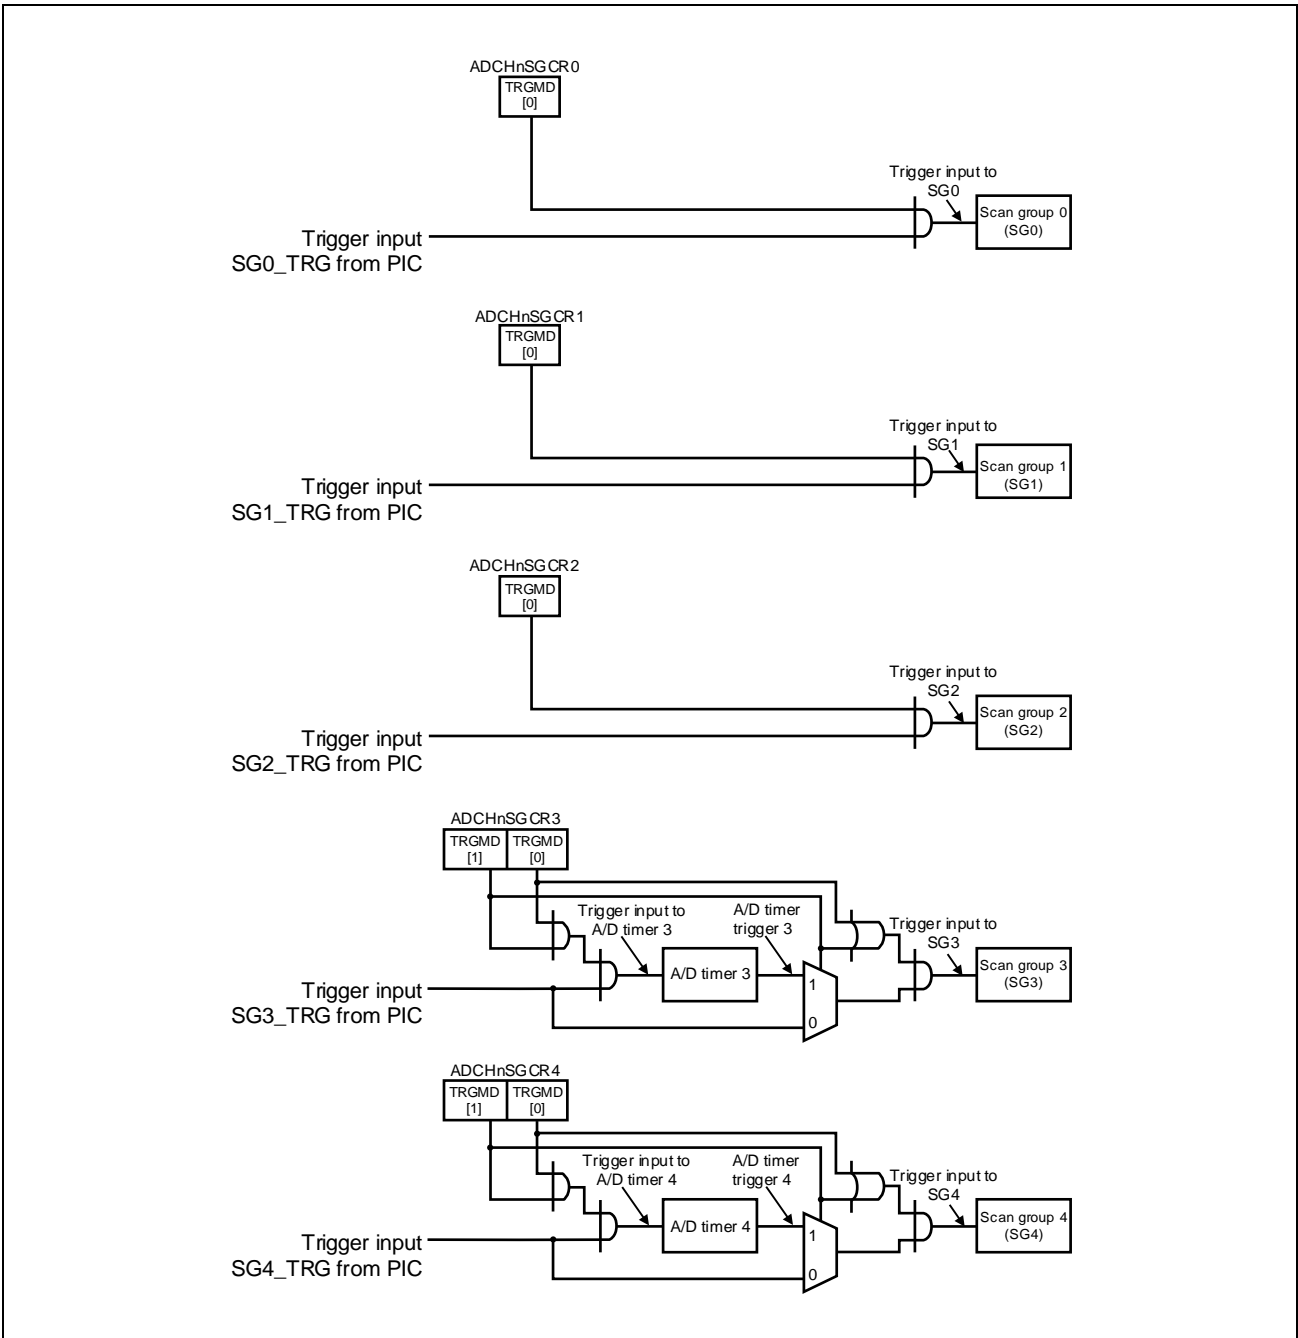 ADCHnSGCR0
TRGMD
[0]
Trigger input to
SG0
Scan group 0
(SG0)
Trigger input
SG0_TRG from PIC
ADCHnSGCR1
TRGMD
[0]
Trigger input to
SG1
Scan group 1
(SG1)
Trigger input
SG1_TRG from PIC
ADCHnSGCR2
TRGMD
[0]
Trigger input to
SG2
Scan group 2
(SG2)
Trigger input
SG2_TRG from PIC
ADCHnSGCR3
TRGMD
[1]
TRGMD
[0]
Trigger input to
A/D timer 3
A/D timer
trigger 3
Trigger input to
SG3
A/D timer 3
1
0
Scan group 3
(SG3)
Trigger input
SG3_TRG from PIC
ADCHnSGCR4
TRGMD
[1]
TRGMD
[0]
Trigger input to
A/D timer 4
A/D timer
trigger 4
Trigger input to
SG4
A/D timer 4
1
0
Scan group 4
(SG4)
Trigger input
SG4_TRG from PIC